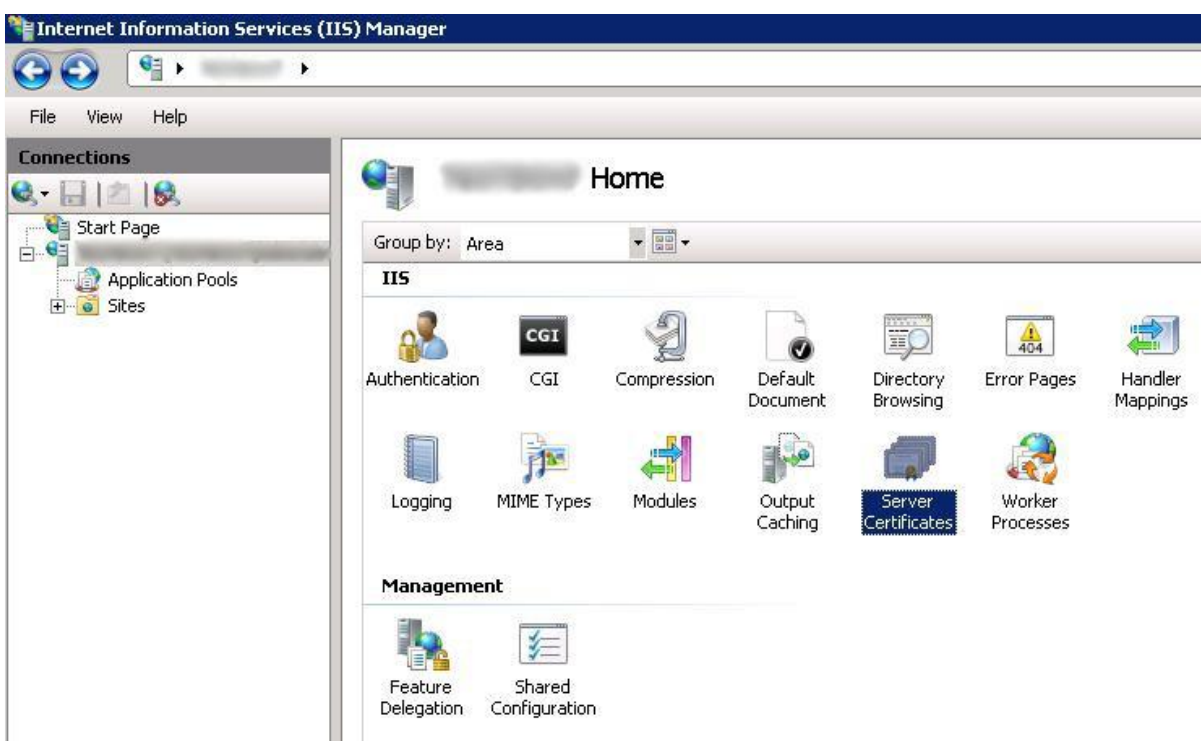 Internet Information Services (IIS) Manager
File View Help
Connections
Start Page
Application Pools
Sites
Home
Group by: Area
IIS
Authentication
CGI
CGI
Compression
Default
Document
Directory
Browsing
404
Error Pages
Handler
Mappings
Logging
MIME Types
Modules
Output
Caching
Server
Certificates
Worker
Processes
Management
Feature
Delegation
Shared
Configuration